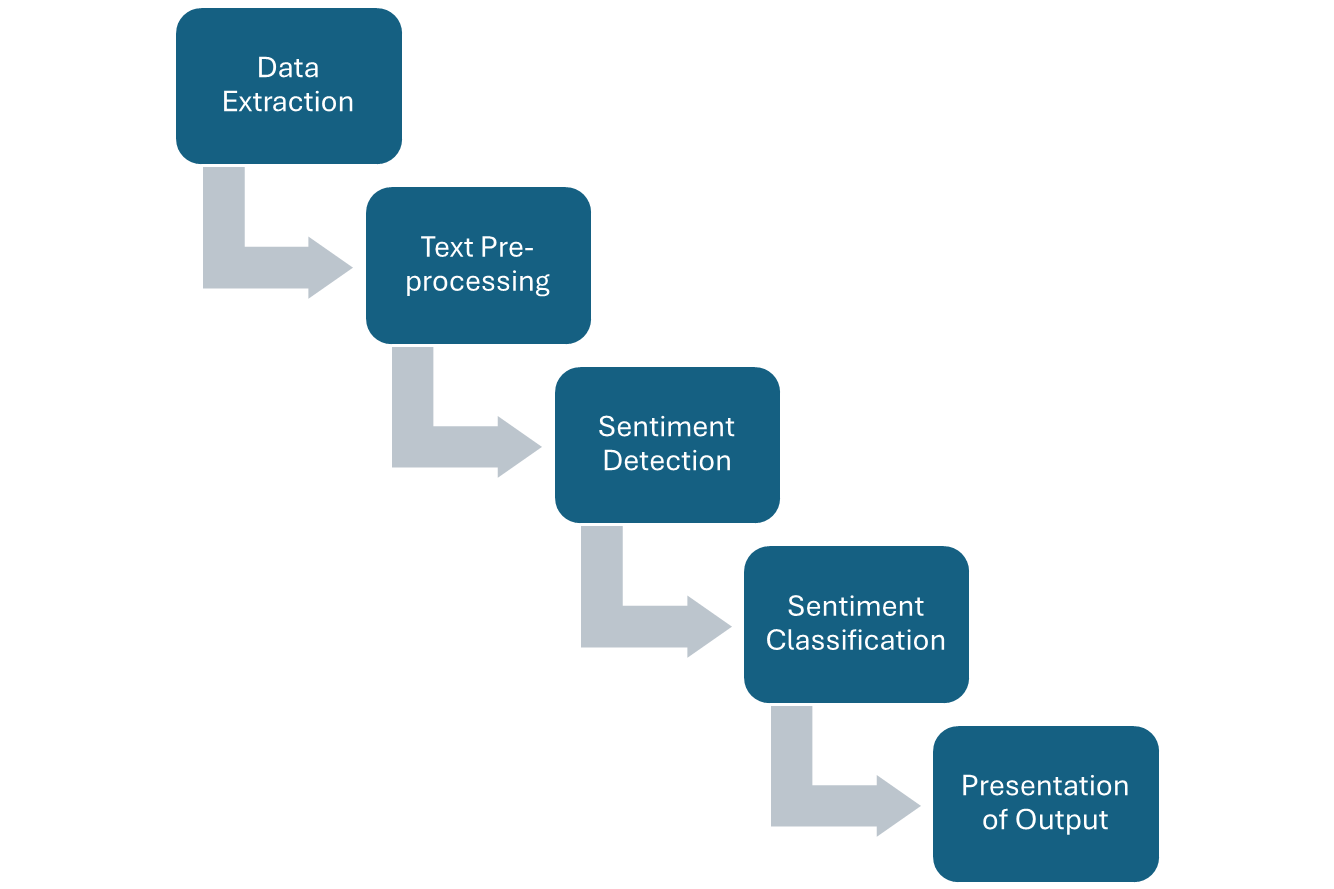 Data
Extraction
Text Pre-
processing
Sentiment
Detection
Sentiment
Classification
Presentation
of Output